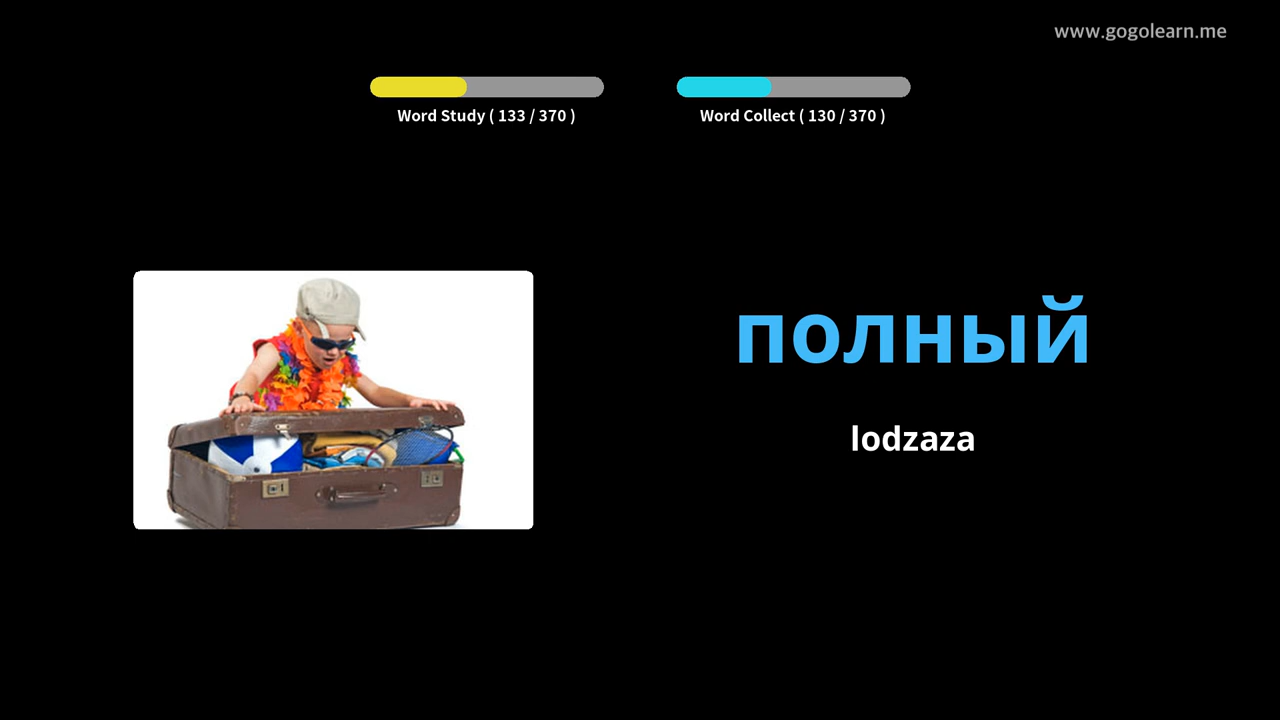 www.gogolearn.me
Word Study ( 133 / 370 )
Word Collect ( 130 / 370 )
полный
lodzaza